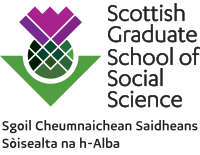 Scottish
Graduate
School of
Social
Science
Sgoil Cheumnaichean Saidheans
Sòisealta na h-Alba